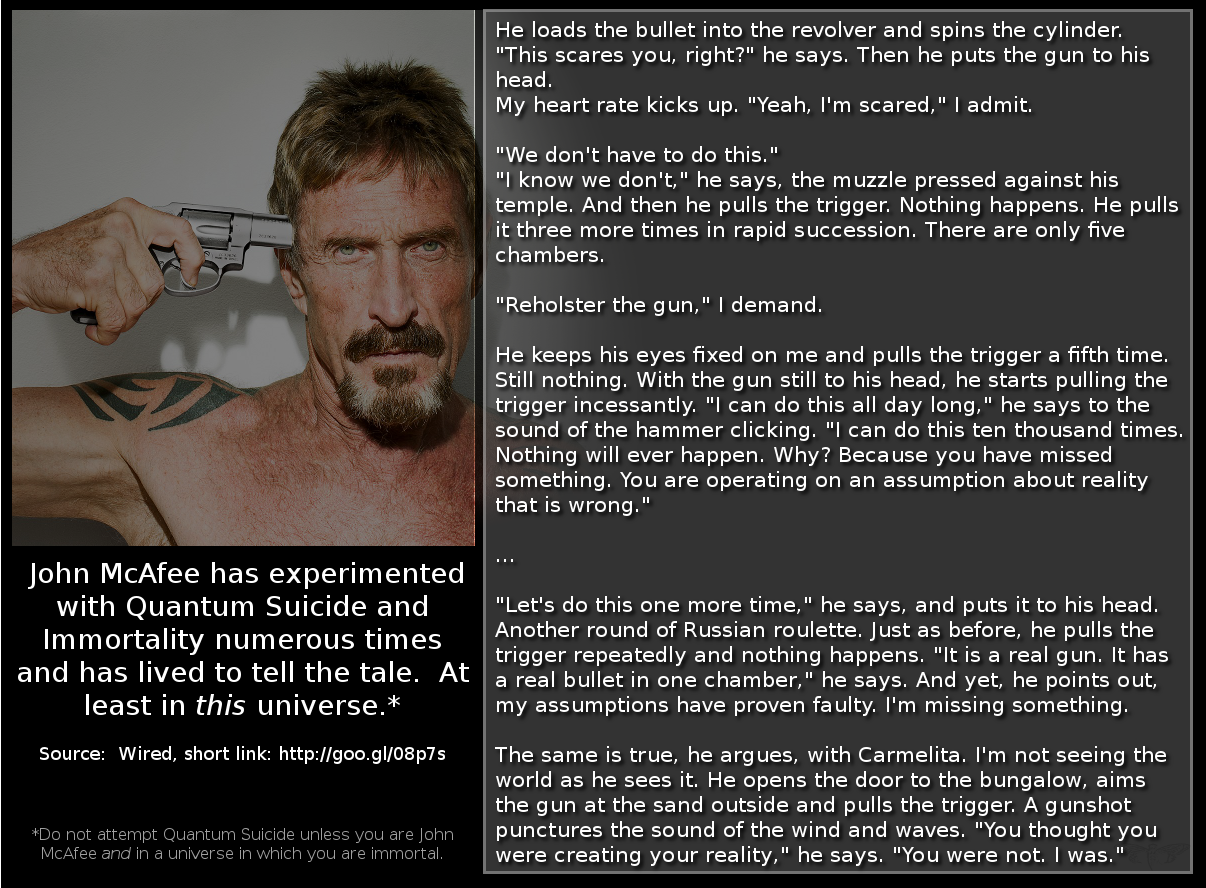 John McAfee has experimented
with Quantum Suicide and
Immortality numerous times
and has lived to tell the tale.  At
least in this universe.*
Source:  Wired, short link: http://goo.gl/08p7s
*Do not attempt Quantum Suicide unless you are John
McAfee and in a universe in which you are immortal.
He loads the bullet into the revolver and spins the cylinder.
"This scares you, right?" he says. Then he puts the gun to his
head.
My heart rate kicks up. "Yeah, I'm scared," I admit.
"We don't have to do this."
"I know we don't," he says, the muzzle pressed against his
temple. And then he pulls the trigger. Nothing happens. He pulls
it three more times in rapid succession. There are only five
chambers.
"Reholster the gun," I demand.
He keeps his eyes fixed on me and pulls the trigger a fifth time.
Still nothing. With the gun still to his head, he starts pulling the
trigger incessantly. "I can do this all day long," he says to the
sound of the hammer clicking. "I can do this ten thousand times.
Nothing will ever happen. Why? Because you have missed
something. You are operating on an assumption about reality
that is wrong."
...
"Let's do this one more time," he says, and puts it to his head.
Another round of Russian roulette. Just as before, he pulls the
trigger repeatedly and nothing happens. "It is a real gun. It has
a real bullet in one chamber," he says. And yet, he points out,
my assumptions have proven faulty. I'm missing something.
The same is true, he argues, with Carmelita. I'm not seeing the
world as he sees it. He opens the door to the bungalow, aims
the gun at the sand outside and pulls the trigger. A gunshot
punctures the sound of the wind and waves. "You thought you
were creating your reality," he says. "You were not. I was."